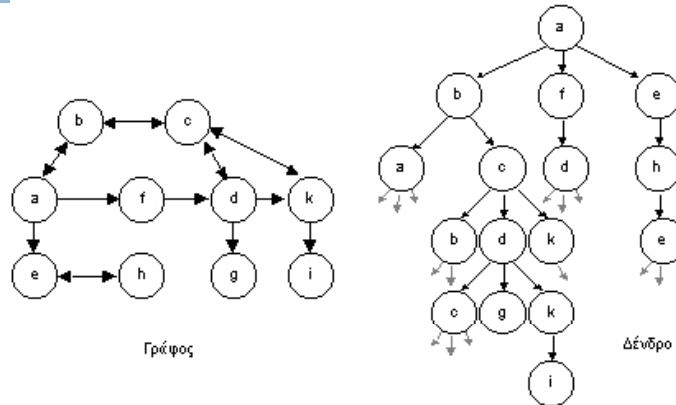 b c
a f d k
e h g i
Γράφος
a
b f e
a c d h
b d k e
c g k
i
Δένδρο